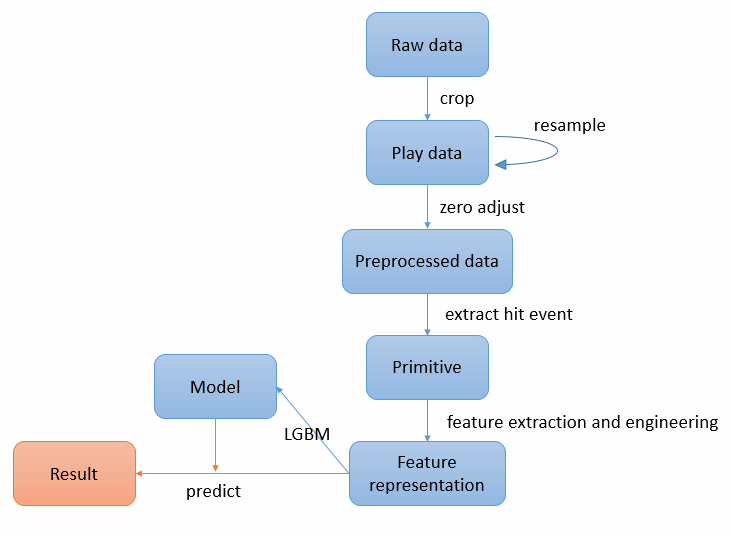 Raw data
crop
resample
Play data
zero adjust
Preprocessed data
extract hit event
Primitive
Model
feature extraction and engineering
LGBM
Feature
representation
Result
predict